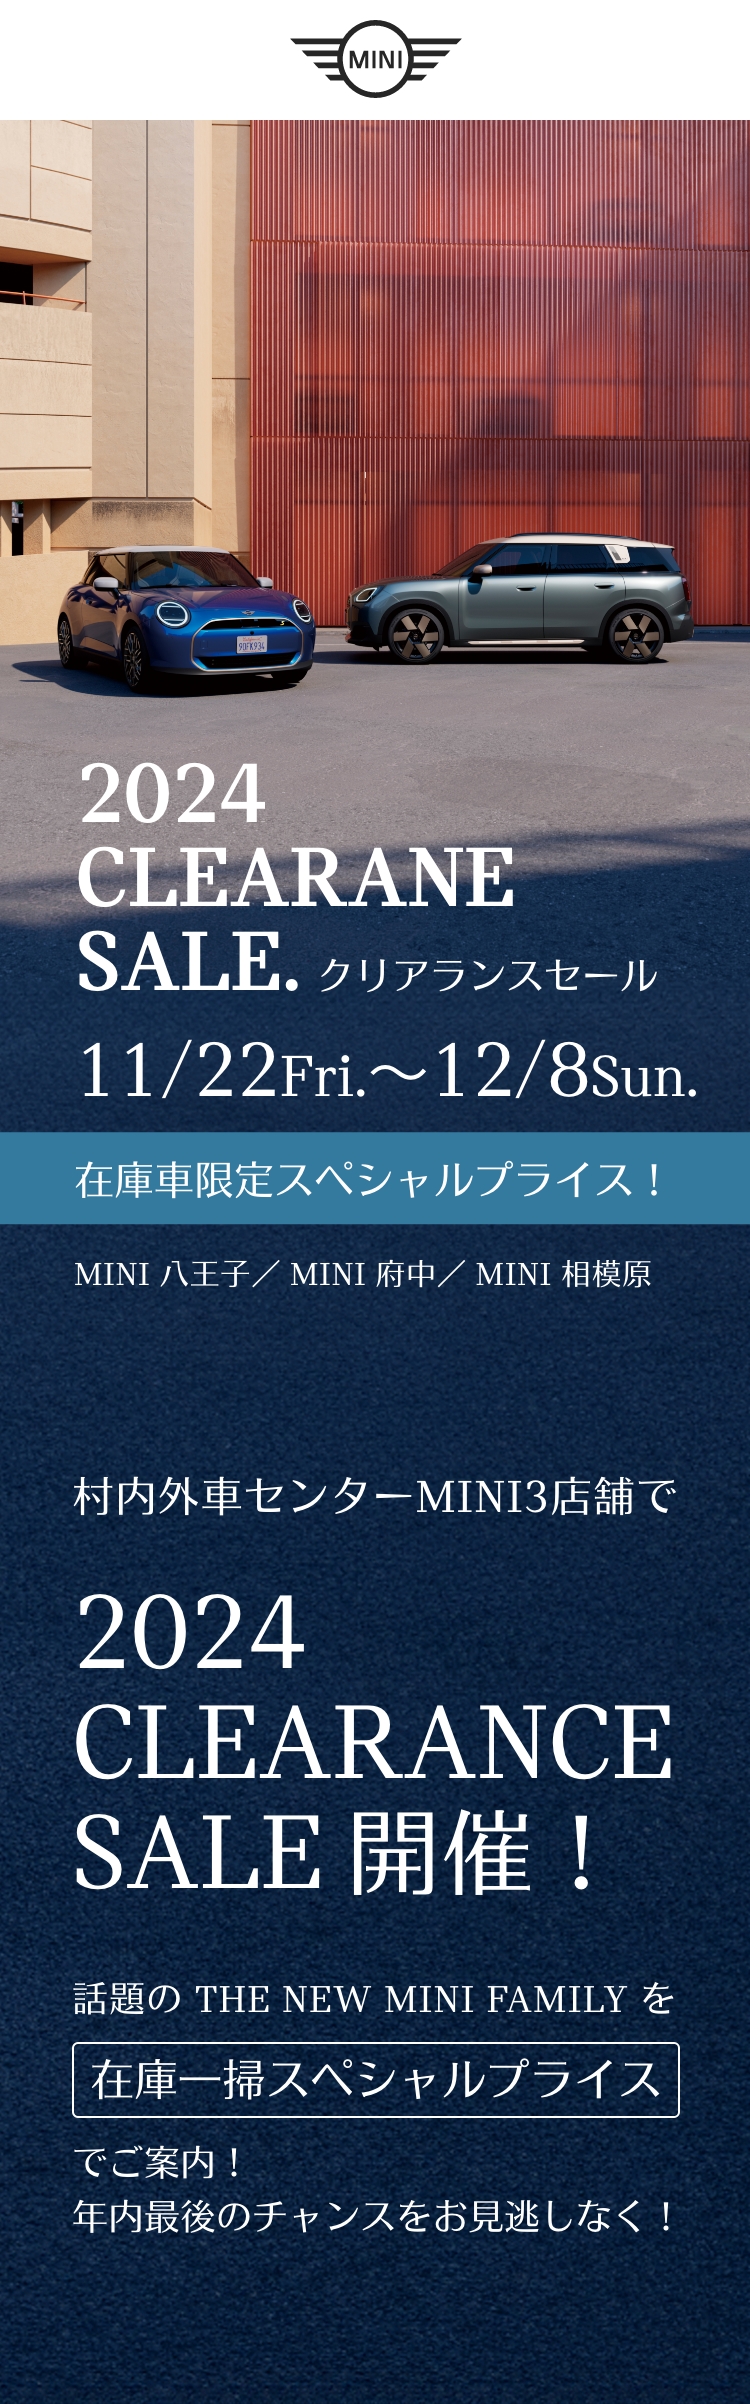 MINI
90FK934
2024
CLEARANE
SALE. クリアランスセール
11/22Fri.～12/8Sun.
在庫車限定スペシャルプライス！
MINI 八王子／ MINI 府中／ MINI 相模原
村内外車センターMINI3店舗で
2024
CLEARANCE
SALE 開催！
話題の THE NEW MINI FAMILY を
在庫一掃スペシャルプライス
でご案内！
年内最後のチャンスをお見逃しなく！